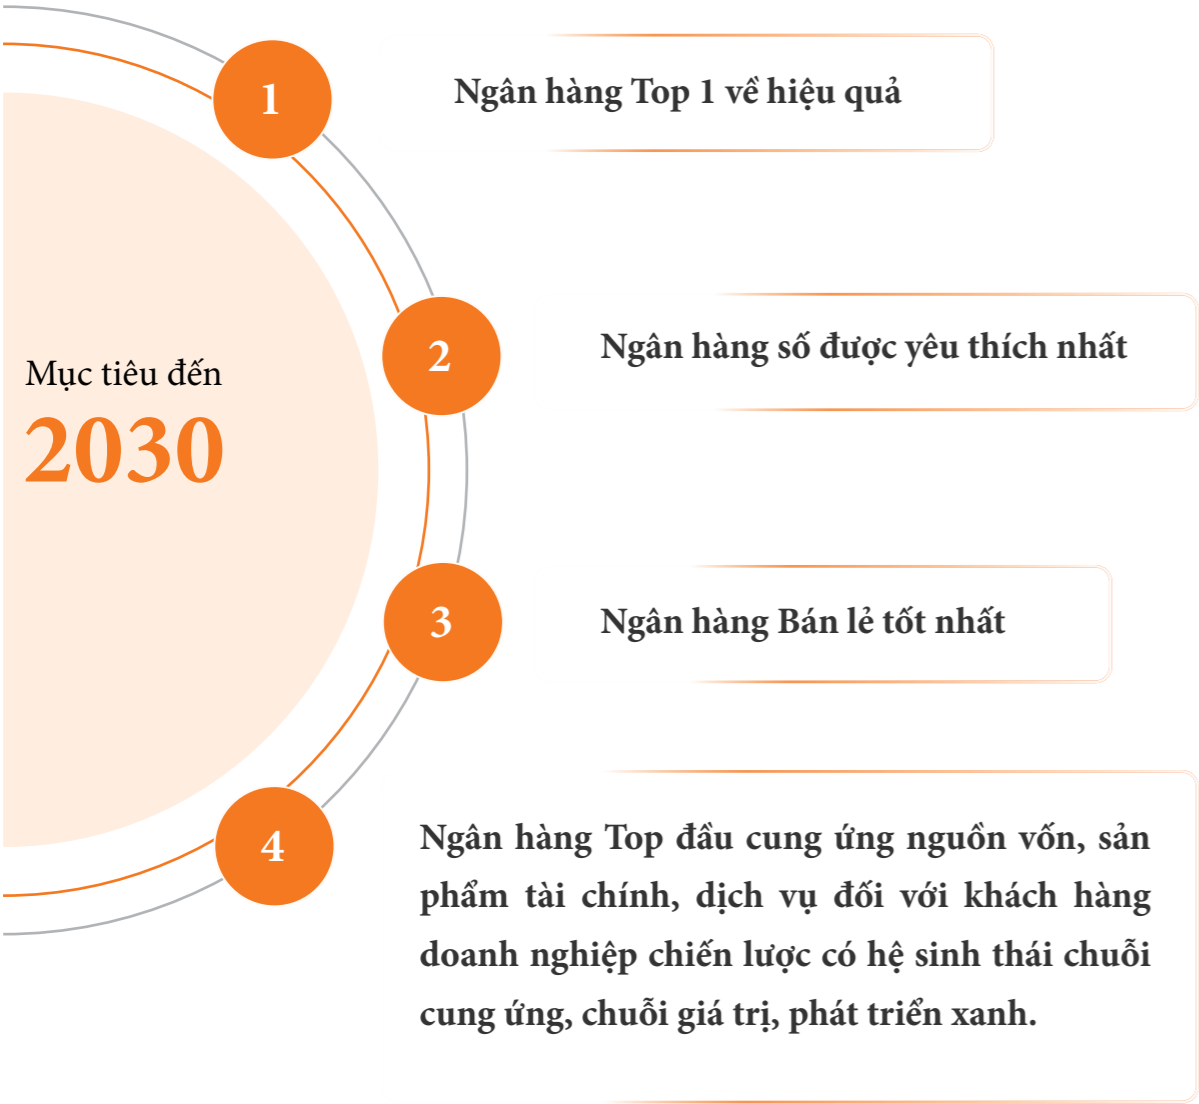 Mục tiêu đến
2030
1
Ngân hàng Top 1 về hiệu quả
2
Ngân hàng số được yêu thích nhất
3
Ngân hàng Bán lẻ tốt nhất
4
Ngân hàng Top đầu cung ứng nguồn vốn, sản
phẩm tài chính, dịch vụ đối với khách hàng
doanh nghiệp chiến lược có hệ sinh thái chuỗi
cung ứng, chuỗi giá trị, phát triển xanh.